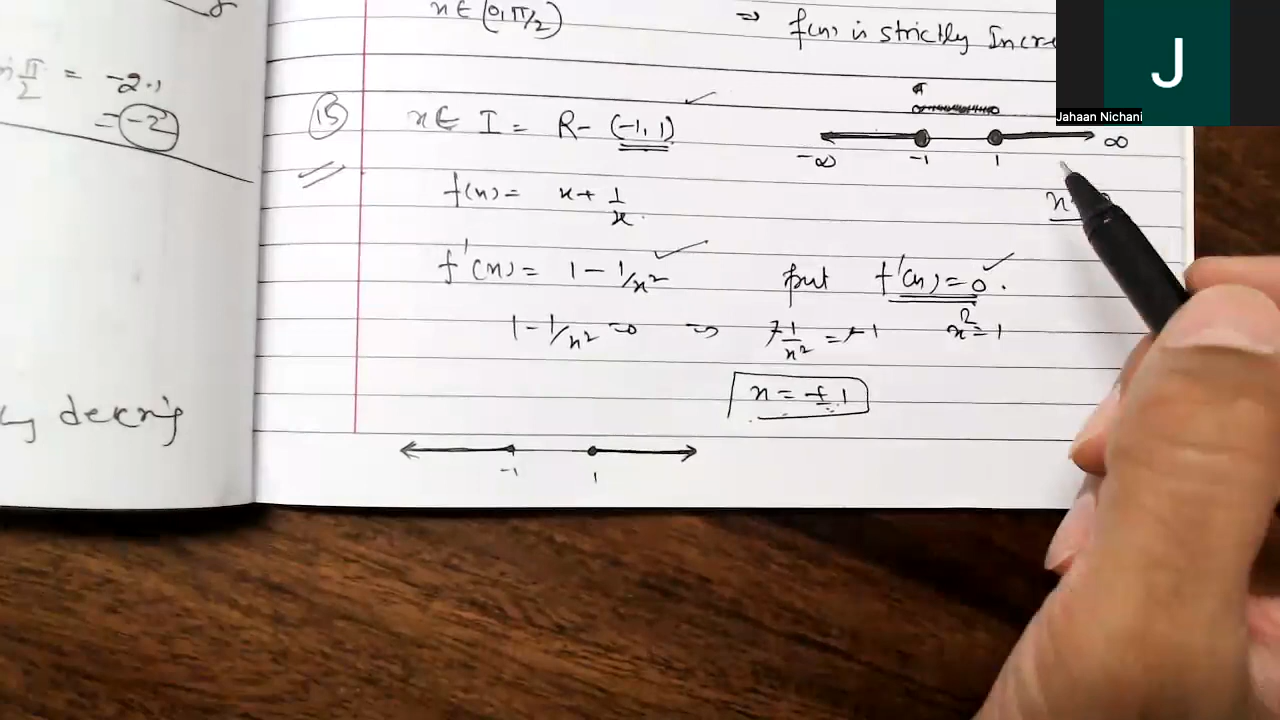 x ∈ (0, π/2)
⇒ f(x) is strictly Incre
π/2 = -2.1
= -2
15
x ∈ I = R - (-1, 1)
-∞ -1 1 ∞
f(x) = x + 1/x.
f'(x) = 1 - 1/x² put f'(x) = 0.
1 - 1/x² = 0 ⇒ -1/x² = -1 x² = 1
x = ±1
-1 1
J
Jahaan Nichani